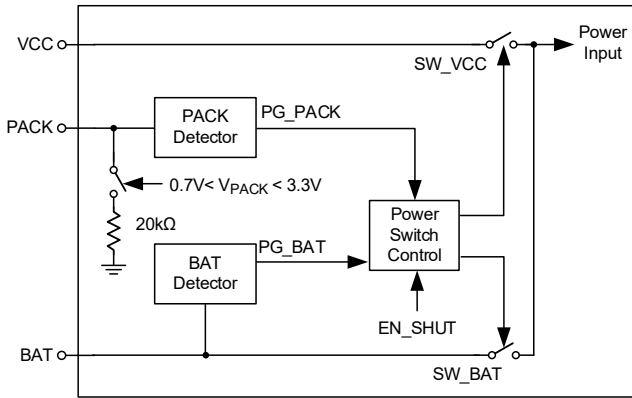 VCC
SW_VCC
Power
Input
PACK
PACK
Detector
PG_PACK
0.7V< VPACK < 3.3V
20kΩ
Power
Switch
Control
BAT
Detector
PG_BAT
EN_SHUT
BAT
SW_BAT